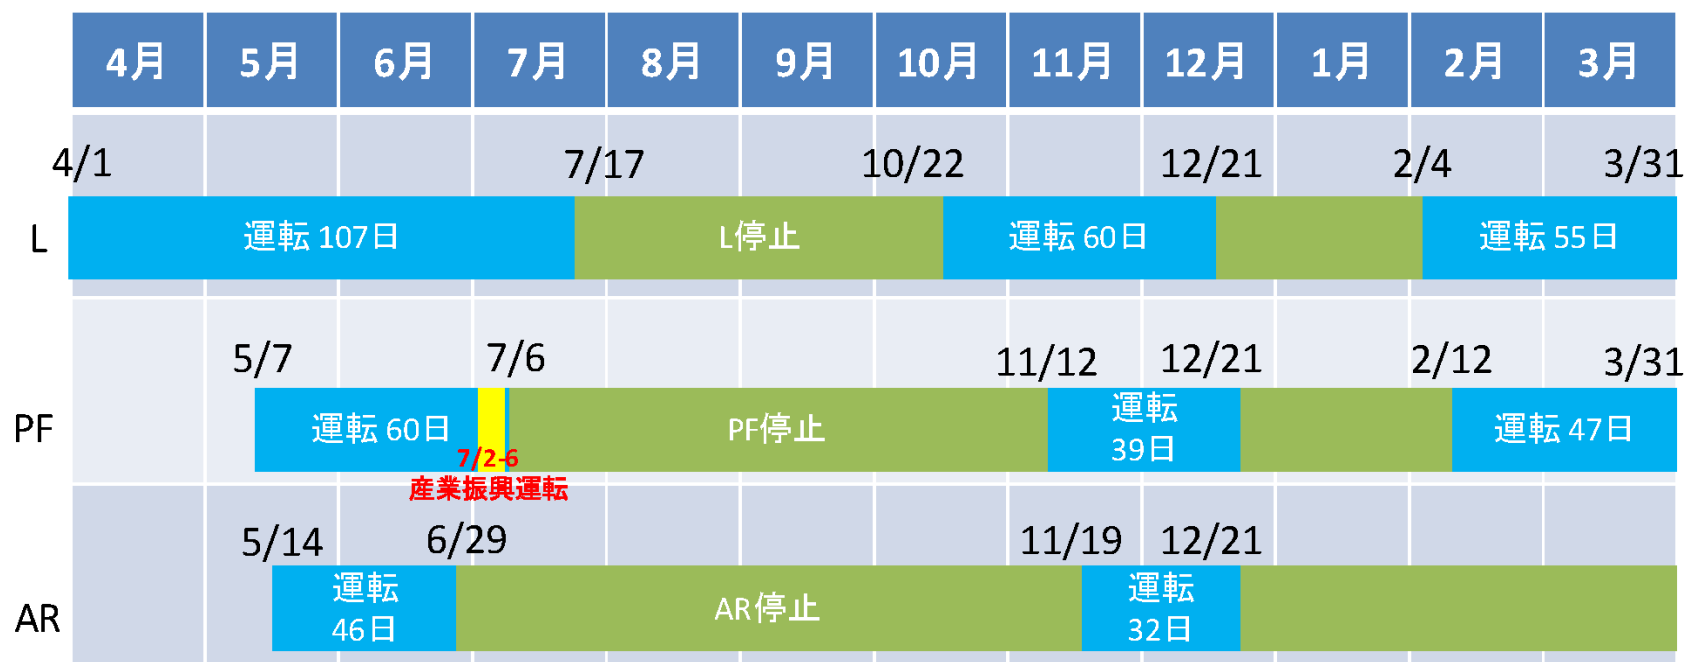 4月 5月 6月 7月 8月 9月 10月 11月 12月 1月 2月 3月
4/1 7/17 10/22 12/21 2/4 3/31
L 運転 107日 L停止 運転 60日 運転 55日
5/7 7/6 11/12 12/21 2/12 3/31
PF 運転 60日 PF停止 運転 39日 運転 47日
7/2-6
産業振興運転
5/14 6/29 11/19 12/21
AR 運転 46日 AR停止 運転 32日